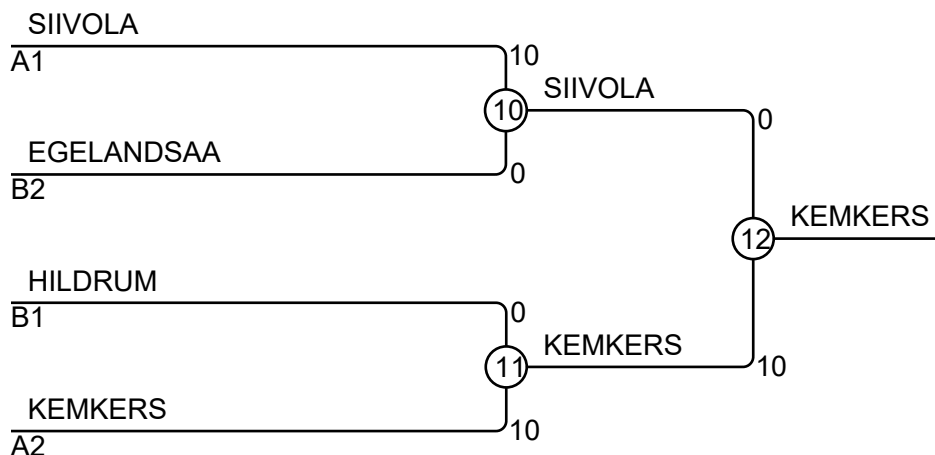 SIIVOLA
A1
10
10
SIIVOLA
0
EGELANDSAA
B2
0
12
KEMKERS
HILDRUM
B1
0
11
KEMKERS
10
KEMKERS
A2
10